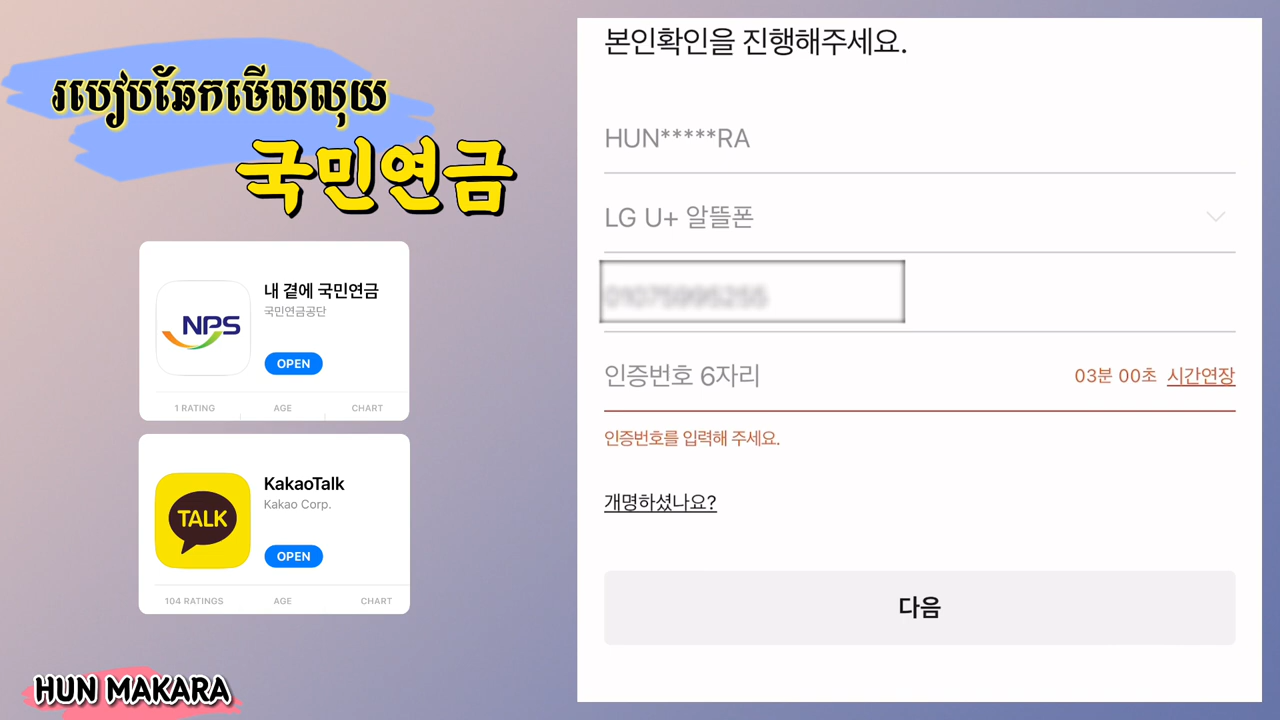 របៀបឆែកមើលលុយ
국민연금
NPS
내 곁에 국민연금
국민연금공단
OPEN
1 RATING
AGE
CHART
TALK
KakaoTalk
Kakao Corp.
OPEN
104 RATINGS
AGE
CHART
HUN MAKARA
본인확인을 진행해주세요.
HUN*****RA
LG U+ 알뜰폰
인증번호 6자리 03분 00초 시간연장
인증번호를 입력해 주세요.
개명하셨나요?
다음